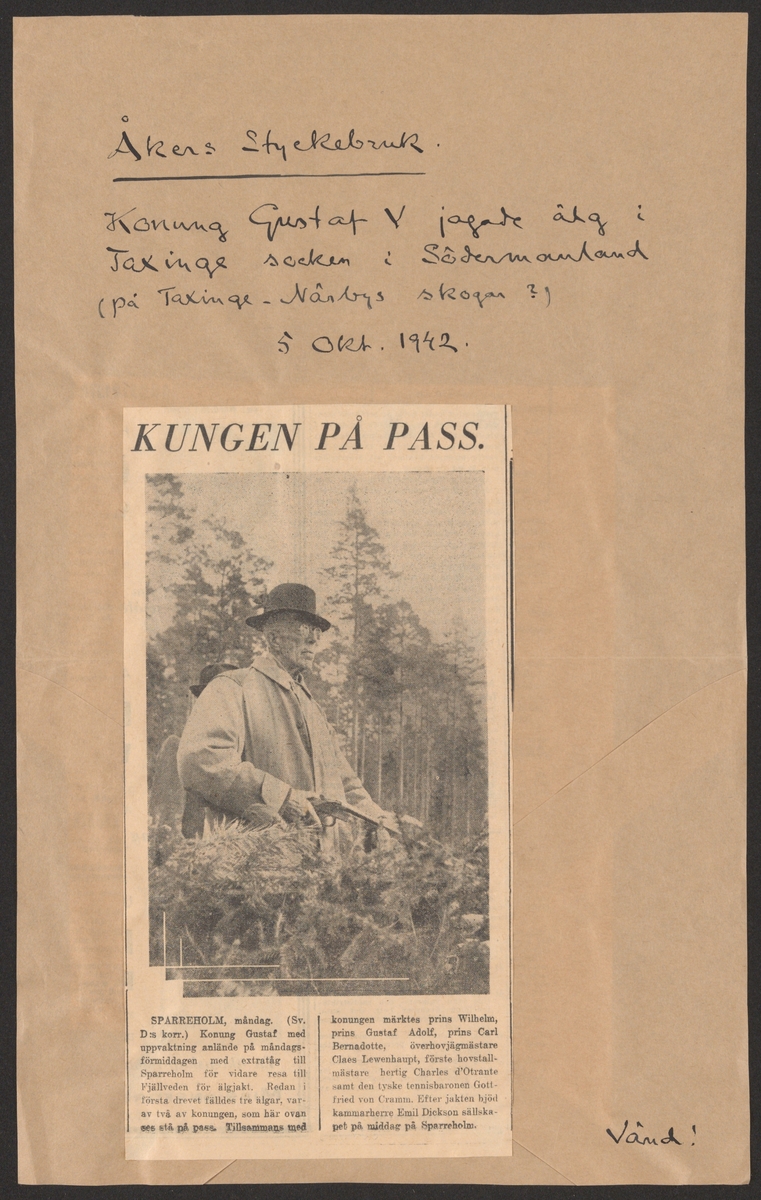 Åkers Styckebruk.
Konung Gustaf V jagade älg i
Taxinge socken i Södermanland
(på Taxinge-Näsbys skogar?)
5 Okt. 1942.
KUNGEN PÅ PASS.
SPARREHOLM, måndag. (Sv.
D:s korr.) Konung Gustaf med
uppvaktning anlände på måndags-
förmiddagen med extratåg till
Sparreholm för vidare resa till
Fjällveden för älgjakt. Redan i
första drevet fälldes tre älgar, var-
av två av konungen, som här ovan
ses stå på pass. Tillsammans med
konungen märktes prins Wilhelm,
prins Gustaf Adolf, prins Carl
Bernadotte, överhovjägmästare
Claes Lewenhaupt, förste hovstall-
mästare hertig Charles d'Otrante
samt den tyske tennisbaronen Gott-
fried von Cramm. Efter jakten bjöd
kammarherre Emil Dickson sällska-
pet på middag på Sparreholm.
Vänd!